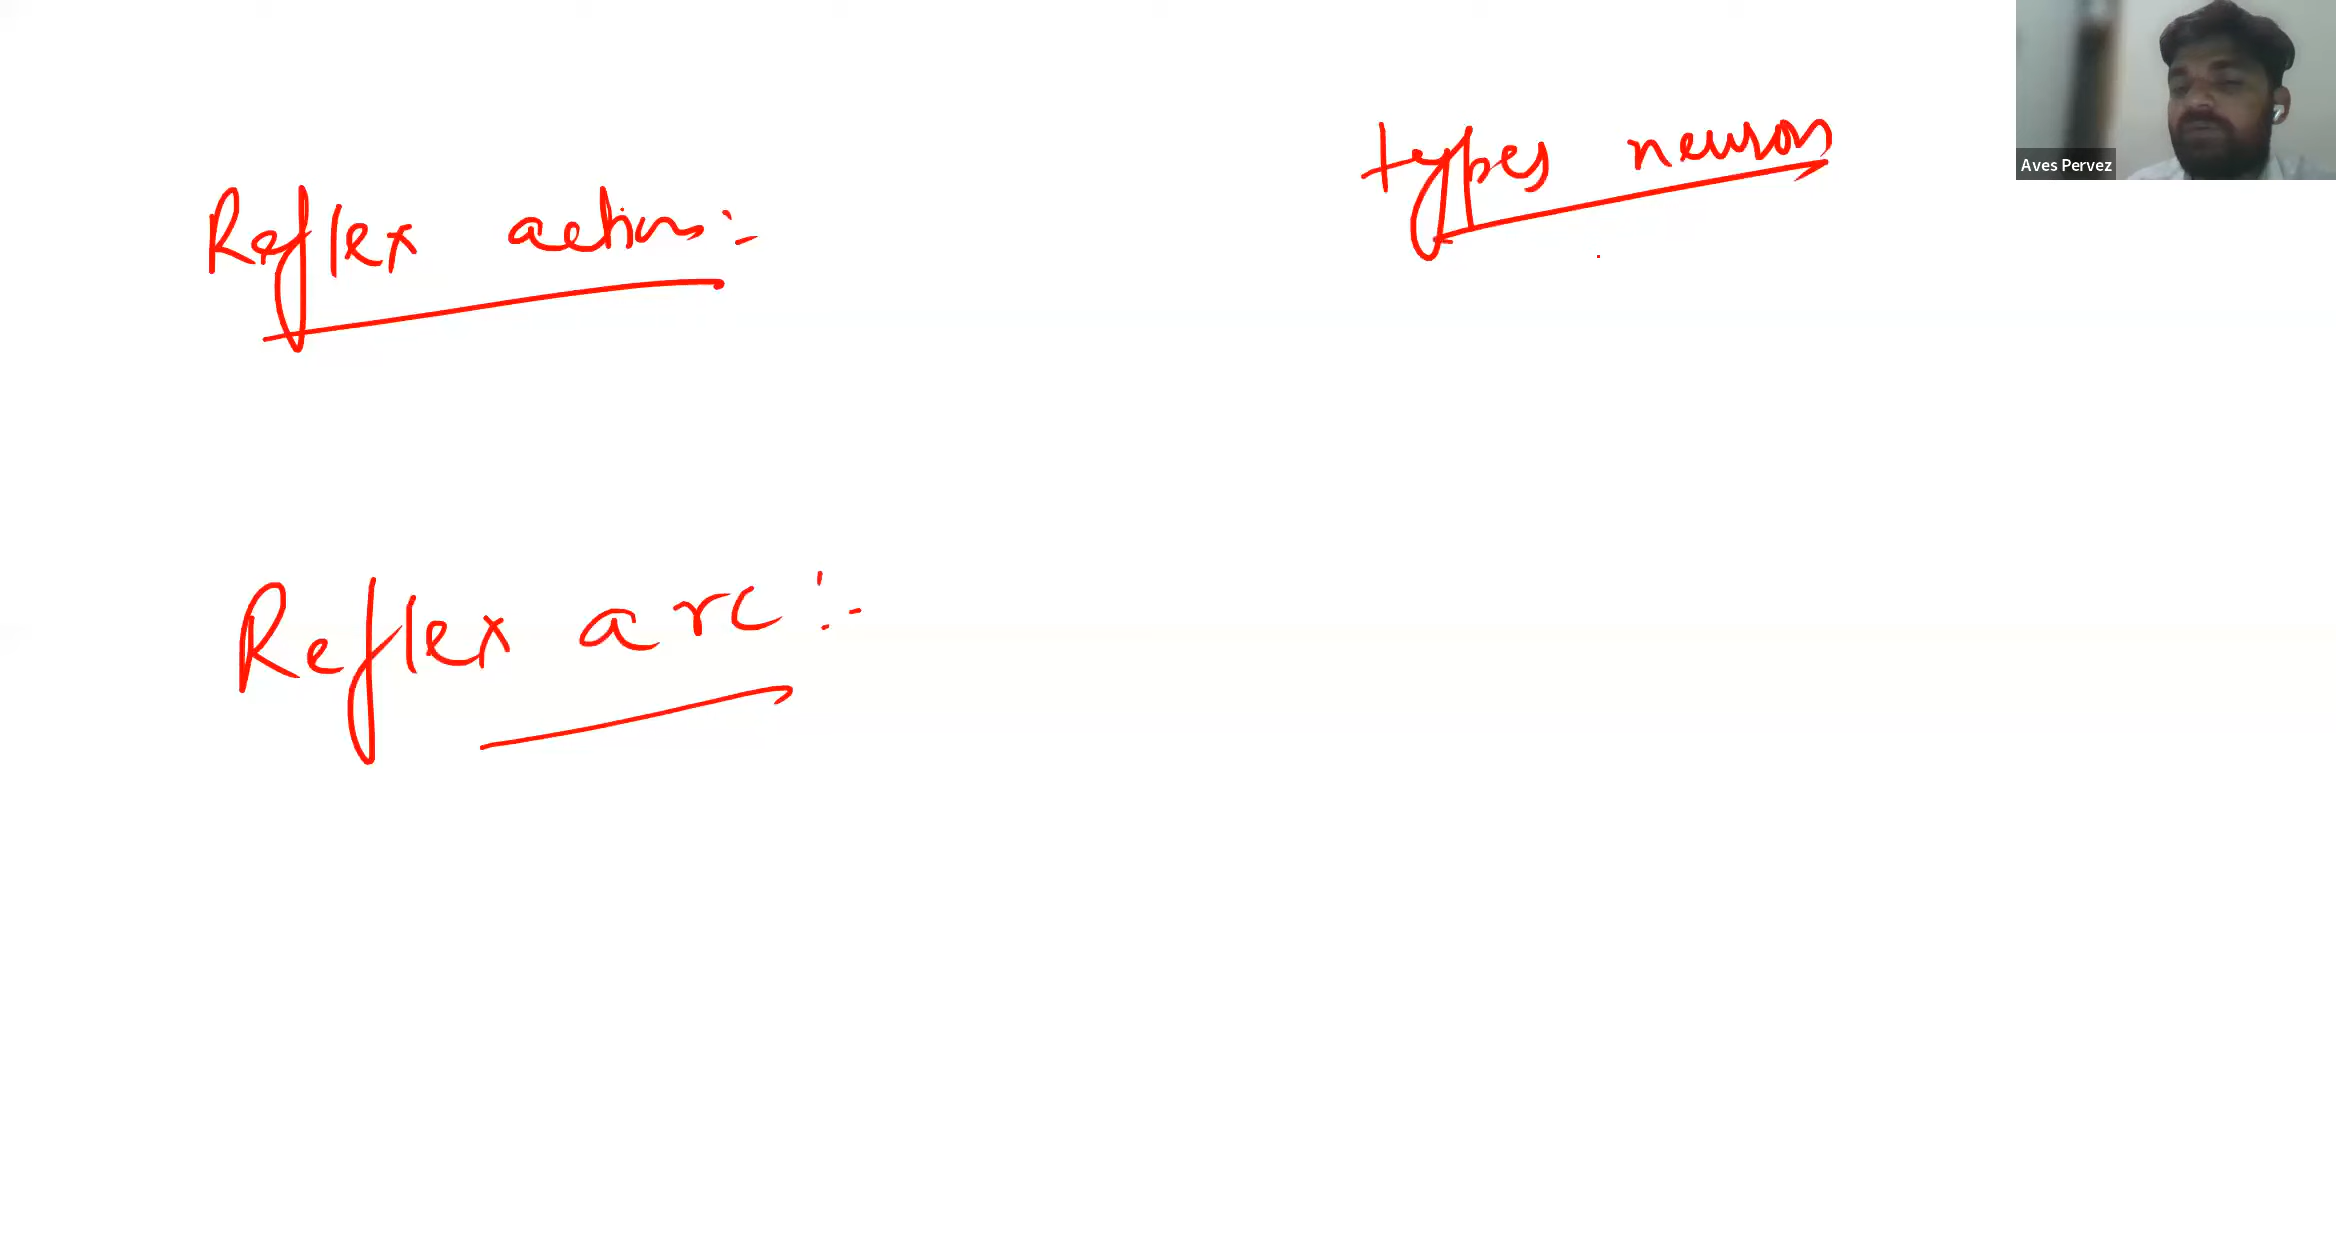 types neuron
Aves Pervez
Reflex action:-
Reflex arc :-